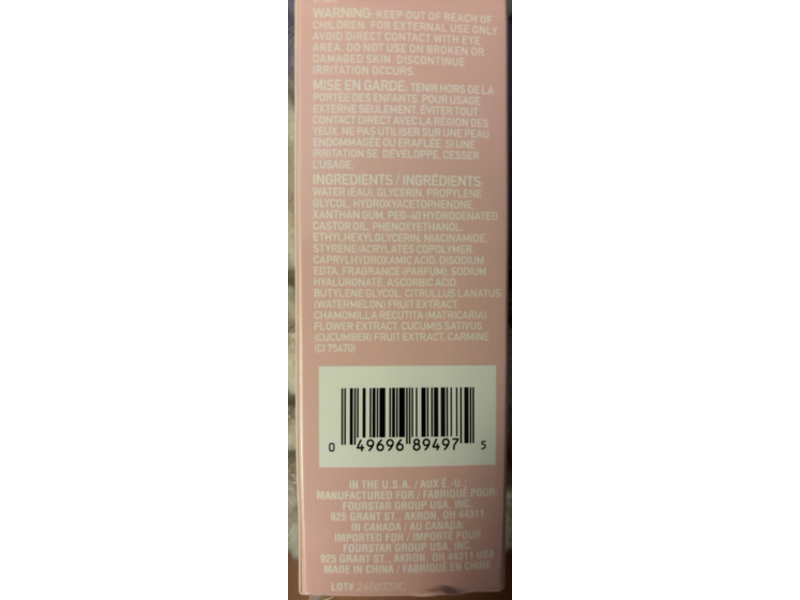 WARNING: KEEP OUT OF REACH OF
CHILDREN. FOR EXTERNAL USE ONLY.
AVOID DIRECT CONTACT WITH EYE
AREA. DO NOT USE ON BROKEN OR
DAMAGED SKIN. DISCONTINUE
IRRITATION OCCURS.
MISE EN GARDE: TENIR HORS DE LA
PORTÉE DES ENFANTS. POUR USAGE
EXTERNE SEULEMENT. ÉVITER TOUT
CONTACT DIRECT AVEC LA RÉGION DES
YEUX. NE PAS UTILISER SUR UNE PEAU
ENDOMMAGÉE OU ERAFLÉE. SI UNE
IRRITATION SE DÉVELOPPE, CESSER
L'USAGE.
INGREDIENTS / INGRÉDIENTS:
WATER (EAU), GLYCERIN, PROPYLENE
GLYCOL, HYDROXYACETOPHENONE,
XANTHAN GUM, PEG-40 HYDROGENATED
CASTOR OIL, PHENOXYETHANOL,
ETHYLHEXYLGLYCERIN, NIACINAMIDE,
STYRENE/ACRYLATES COPOLYMER,
CAPRYLHYDROXAMIC ACID, DISODIUM
EDTA, FRAGRANCE (PARFUM), SODIUM
HYALURONATE, ASCORBIC ACID,
BUTYLENE GLYCOL, CITRULLUS LANATUS
(WATERMELON) FRUIT EXTRACT,
CHAMOMILLA RECUTITA (MATRICARIA)
FLOWER EXTRACT, CUCUMIS SATIVUS
(CUCUMBER) FRUIT EXTRACT, CARMINE
(CI 75470)
0 49696 89497 5
IN THE U.S.A. / AUX É.-U.:
MANUFACTURED FOR / FABRIQUÉ POUR:
FOURSTAR GROUP USA, INC.
925 GRANT ST., AKRON, OH 44311
IN CANADA / AU CANADA:
IMPORTED FOR / IMPORTÉ POUR
FOURSTAR GROUP USA, INC.
925 GRANT ST., AKRON, OH 44311 USA
MADE IN CHINA / FABRIQUÉ EN CHINE
LOT# 2460339C